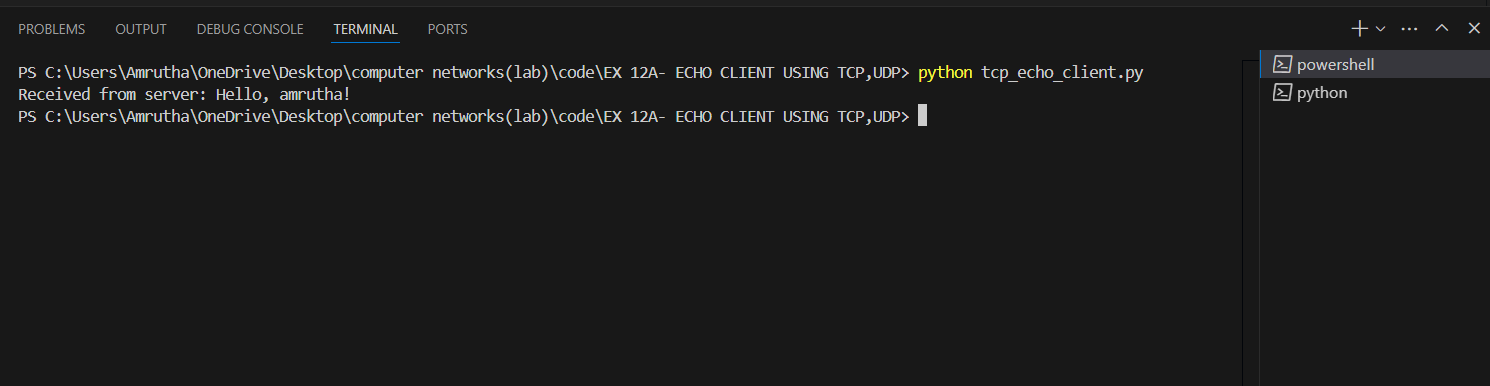 PROBLEMS OUTPUT DEBUG CONSOLE TERMINAL PORTS
PS C:\Users\Amrutha\OneDrive\Desktop\computer networks(lab)\code\EX 12A- ECHO CLIENT USING TCP,UDP> python tcp_echo_client.py
Received from server: Hello, amrutha!
PS C:\Users\Amrutha\OneDrive\Desktop\computer networks(lab)\code\EX 12A- ECHO CLIENT USING TCP,UDP>
powershell
python